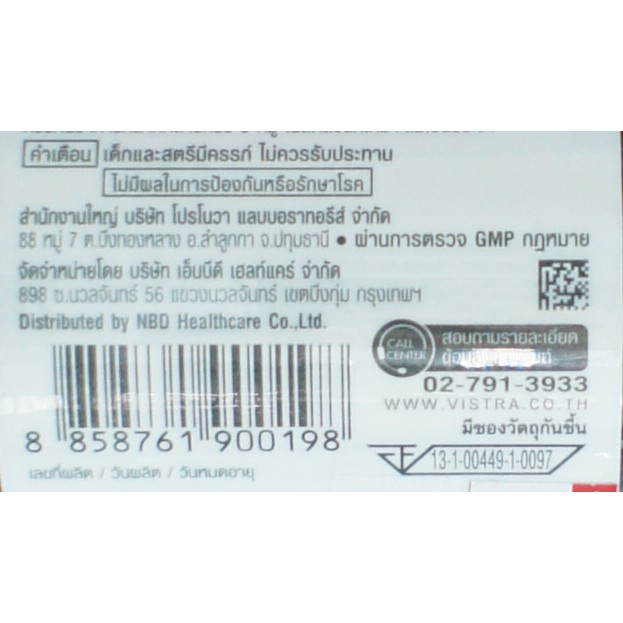 คำเตือน เด็กและสตรีมีครรภ์ ไม่ควรรับประทาน
ไม่มีผลในการป้องกันหรือรักษาโรค
สำนักงานใหญ่ บริษัท โปรโนวา แลบบอราทอรีส์ จำกัด
88 หมู่ 7 ต.บึงทองหลาง อ.ลำลูกกา จ.ปทุมธานี • ผ่านการตรวจ GMP กฎหมาย
จัดจำหน่ายโดย บริษัท เอ็นบีดี เฮลท์แคร์ จำกัด
898 ซ.นวลจันทร์ 56 แขวงนวลจันทร์ เขตบึงกุ่ม กรุงเทพฯ
Distributed by NBD Healthcare Co.,Ltd.
CALL CENTER
สอบถามรายละเอียด
02-791-3933
WWW.VISTRA.CO.TH
มีซองวัตถุกันชื้น
8 858761 900198
13-1-00449-1-0097
เลขที่ผลิต / วันผลิต / วันหมดอายุ